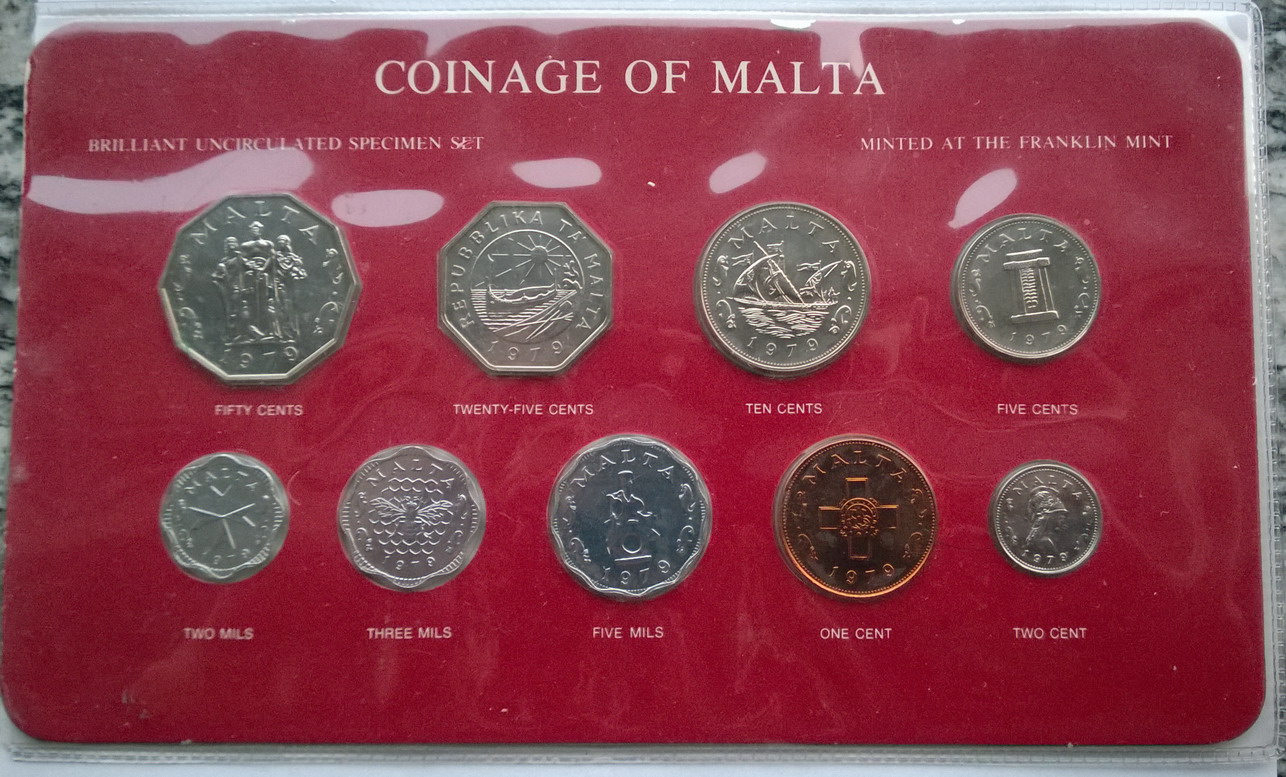 COINAGE OF MALTA
BRILLIANT UNCIRCULATED SPECIMEN SET
MINTED AT THE FRANKLIN MINT
MALTA
1979
REPUBBLIKA TA' MALTA
1979
MALTA
1979
MALTA
1979
FIFTY CENTS
TWENTY-FIVE CENTS
TEN CENTS
FIVE CENTS
MALTA
1979
MALTA
1979
MALTA
1979
MALTA
1979
MALTA
1979
TWO MILS
THREE MILS
FIVE MILS
ONE CENT
TWO CENT